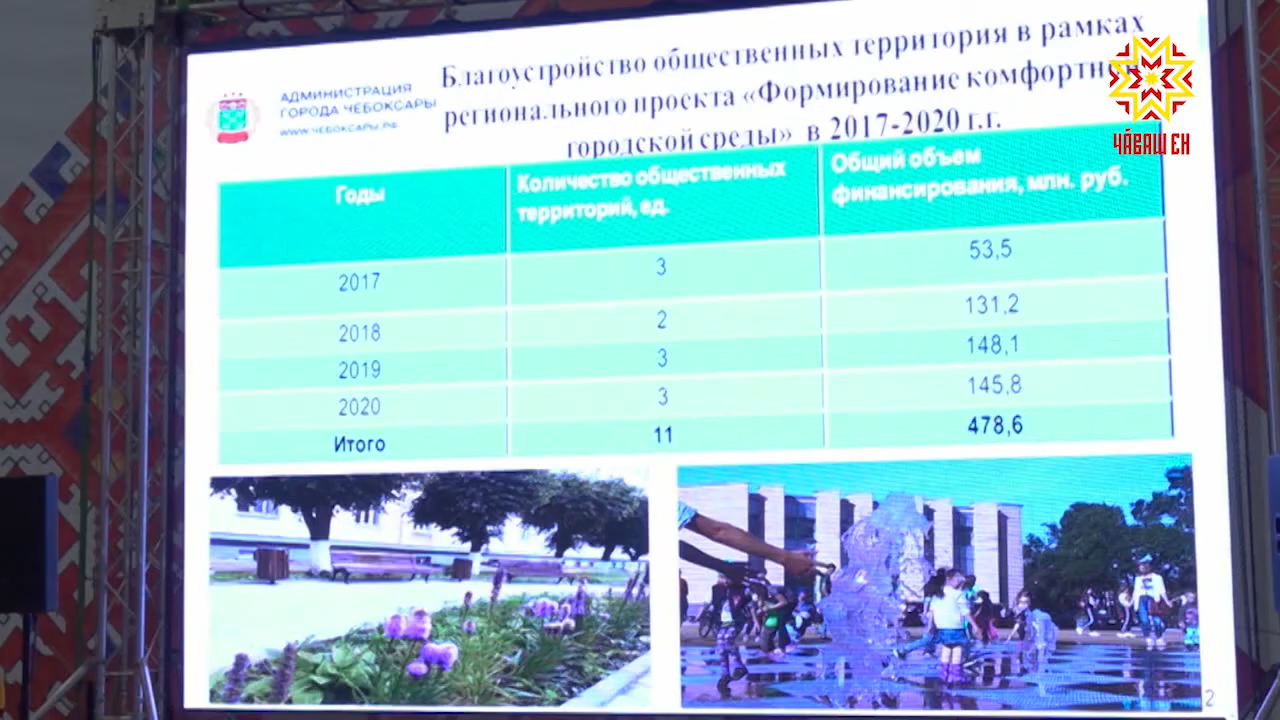 АДМИНИСТРАЦИЯ
ГОРОДА ЧЕБОКСАРЫ
WWW.ЧЕБОКСАРЫ.РФ
Благоустройство общественных территория в рамках
регионального проекта «Формирование комфортной
городской среды» в 2017-2020 г.г.
ЧӐВАШ ЕН
Годы
Количество общественных
территорий, ед.
Общий объем
финансирования, млн. руб.
2017 3 53,5
2018 2 131,2
2019 3 148,1
2020 3 145,8
Итого 11 478,6
2